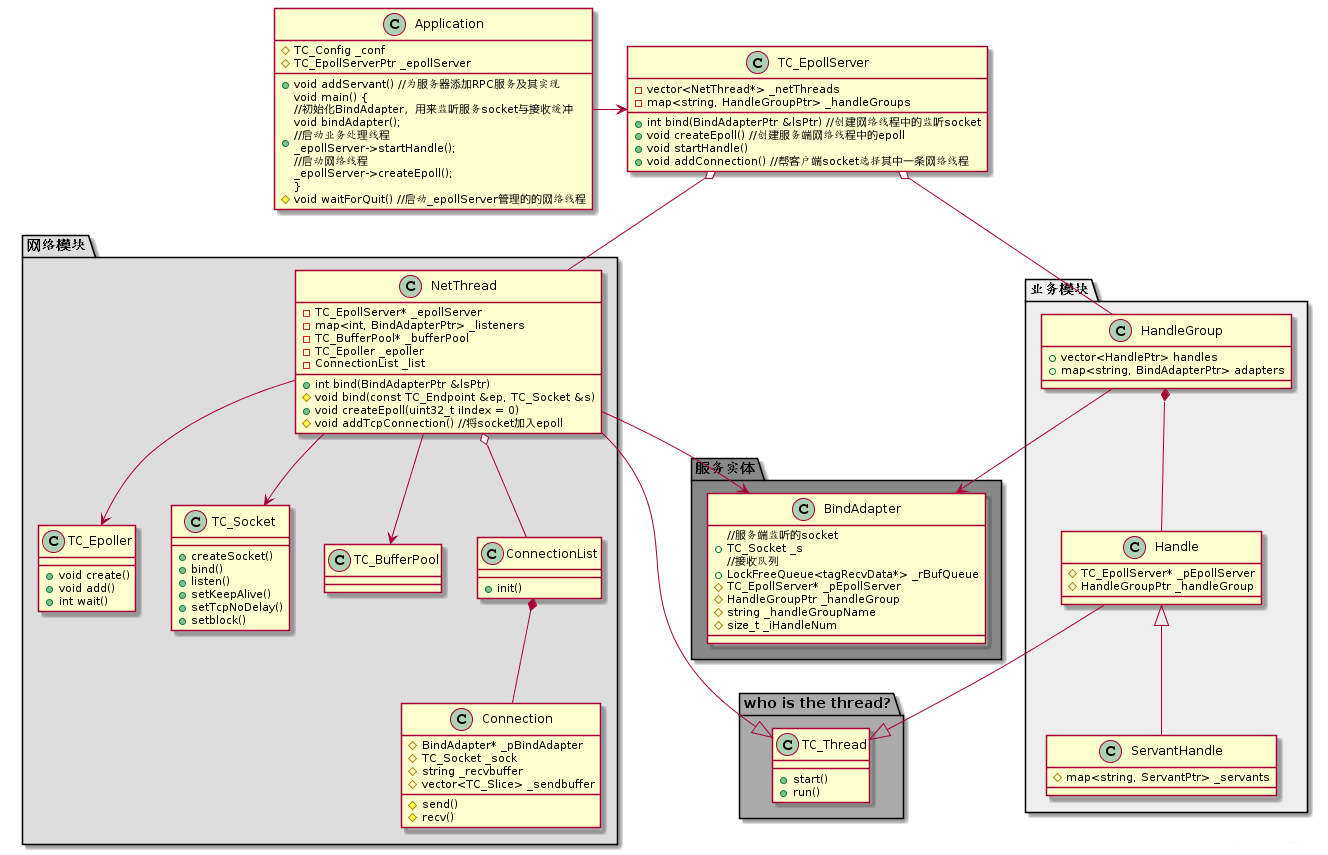 Application
TC_Config _conf
TC_EpollServerPtr _epollServer
void addServant() //为服务器添加RPC服务及其实现
void main() {
//初始化BindAdapter，用来监听服务socket与接收缓冲
void bindAdapter();
//启动业务处理线程
_epollServer->startHandle();
//启动网络线程
_epollServer->createEpoll();
}
void waitForQuit() //启动_epollServer管理的的网络线程
TC_EpollServer
vector<NetThread*> _netThreads
map<string, HandleGroupPtr> _handleGroups
int bind(BindAdapterPtr &lsPtr) //创建网络线程中的监听socket
void createEpoll() //创建服务端网络线程中的epoll
void startHandle()
void addConnection() //帮客户端socket选择其中一条网络线程
网络模块
NetThread
TC_EpollServer* _epollServer
map<int, BindAdapterPtr> _listeners
TC_BufferPool* _bufferPool
TC_Epoller _epoller
ConnectionList _list
int bind(BindAdapterPtr &lsPtr)
void bind(const TC_Endpoint &ep, TC_Socket &s)
void createEpoll(uint32_t iIndex = 0)
void addTcpConnection() //将socket加入epoll
TC_Epoller
void create()
void add()
int wait()
TC_Socket
createSocket()
bind()
listen()
setKeepAlive()
setTcpNoDelay()
setblock()
TC_BufferPool
ConnectionList
init()
Connection
BindAdapter* _pBindAdapter
TC_Socket _sock
string _recvbuffer
vector<TC_Slice> _sendbuffer
send()
recv()
服务实体
BindAdapter
//服务端监听的socket
TC_Socket _s
//接收队列
LockFreeQueue<tagRecvData*> _rBufQueue
TC_EpollServer* _pEpollServer
HandleGroupPtr _handleGroup
string _handleGroupName
size_t _iHandleNum
who is the thread?
TC_Thread
start()
run()
业务模块
HandleGroup
vector<HandlePtr> handles
map<string, BindAdapterPtr> adapters
Handle
TC_EpollServer* _pEpollServer
HandleGroupPtr _handleGroup
ServantHandle
map<string, ServantPtr> _servants